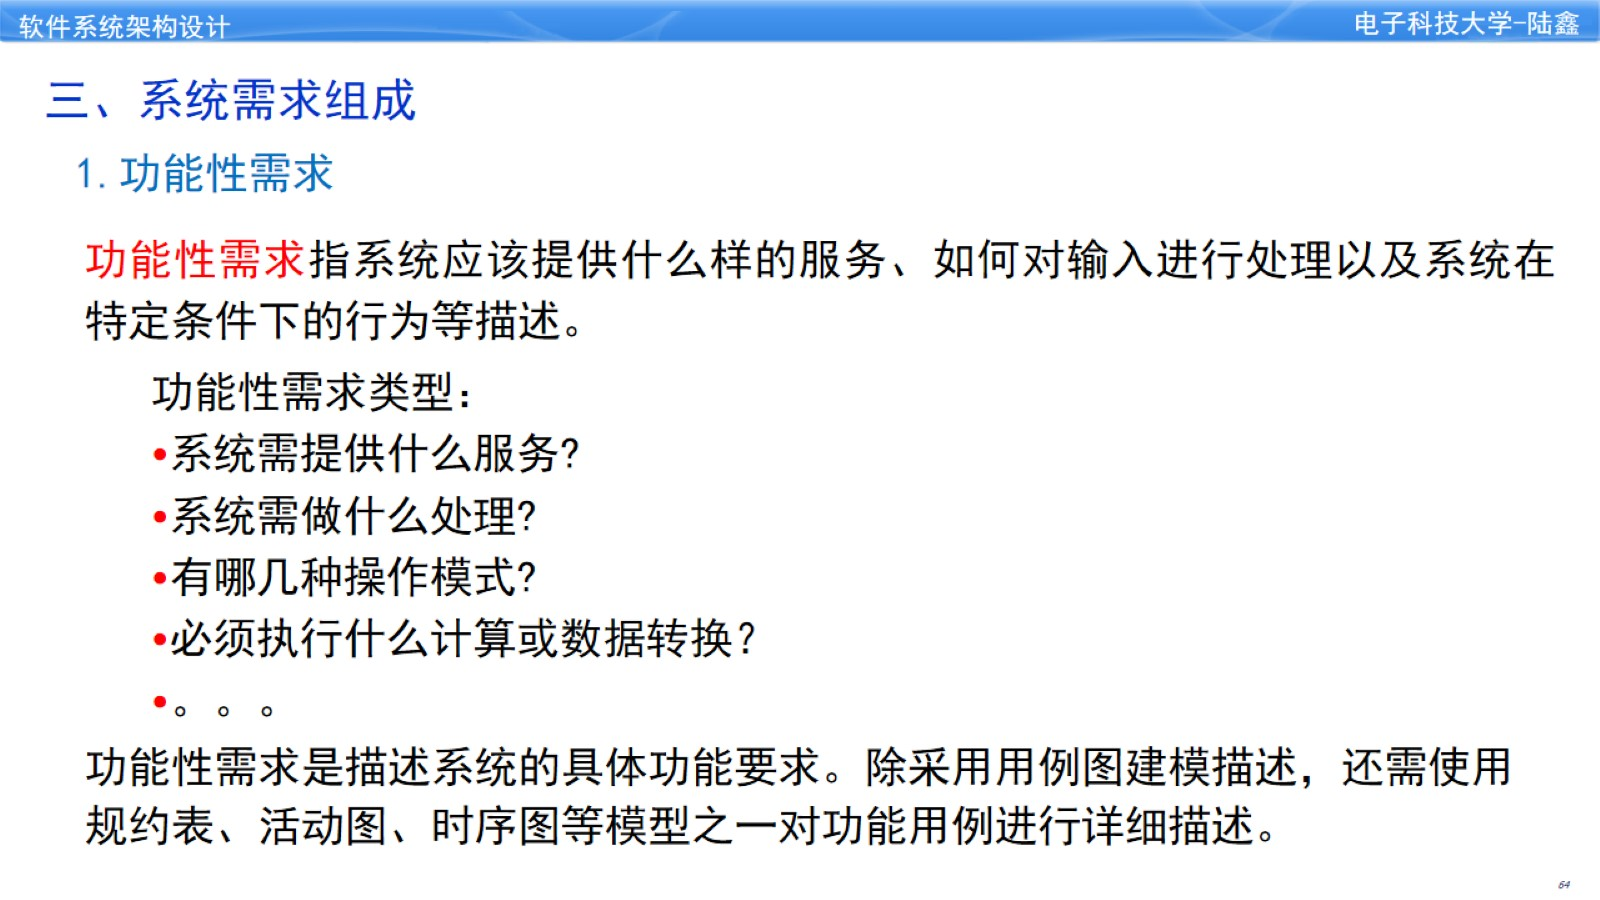 软件系统架构设计
电子科技大学-陆鑫
三、系统需求组成
1.功能性需求
功能性需求指系统应该提供什么样的服务、如何对输入进行处理以及系统在
特定条件下的行为等描述。
功能性需求类型：
•系统需提供什么服务?
•系统需做什么处理?
•有哪几种操作模式?
•必须执行什么计算或数据转换?
•。。。
功能性需求是描述系统的具体功能要求。除采用用例图建模描述，还需使用
规约表、活动图、时序图等模型之一对功能用例进行详细描述。
64